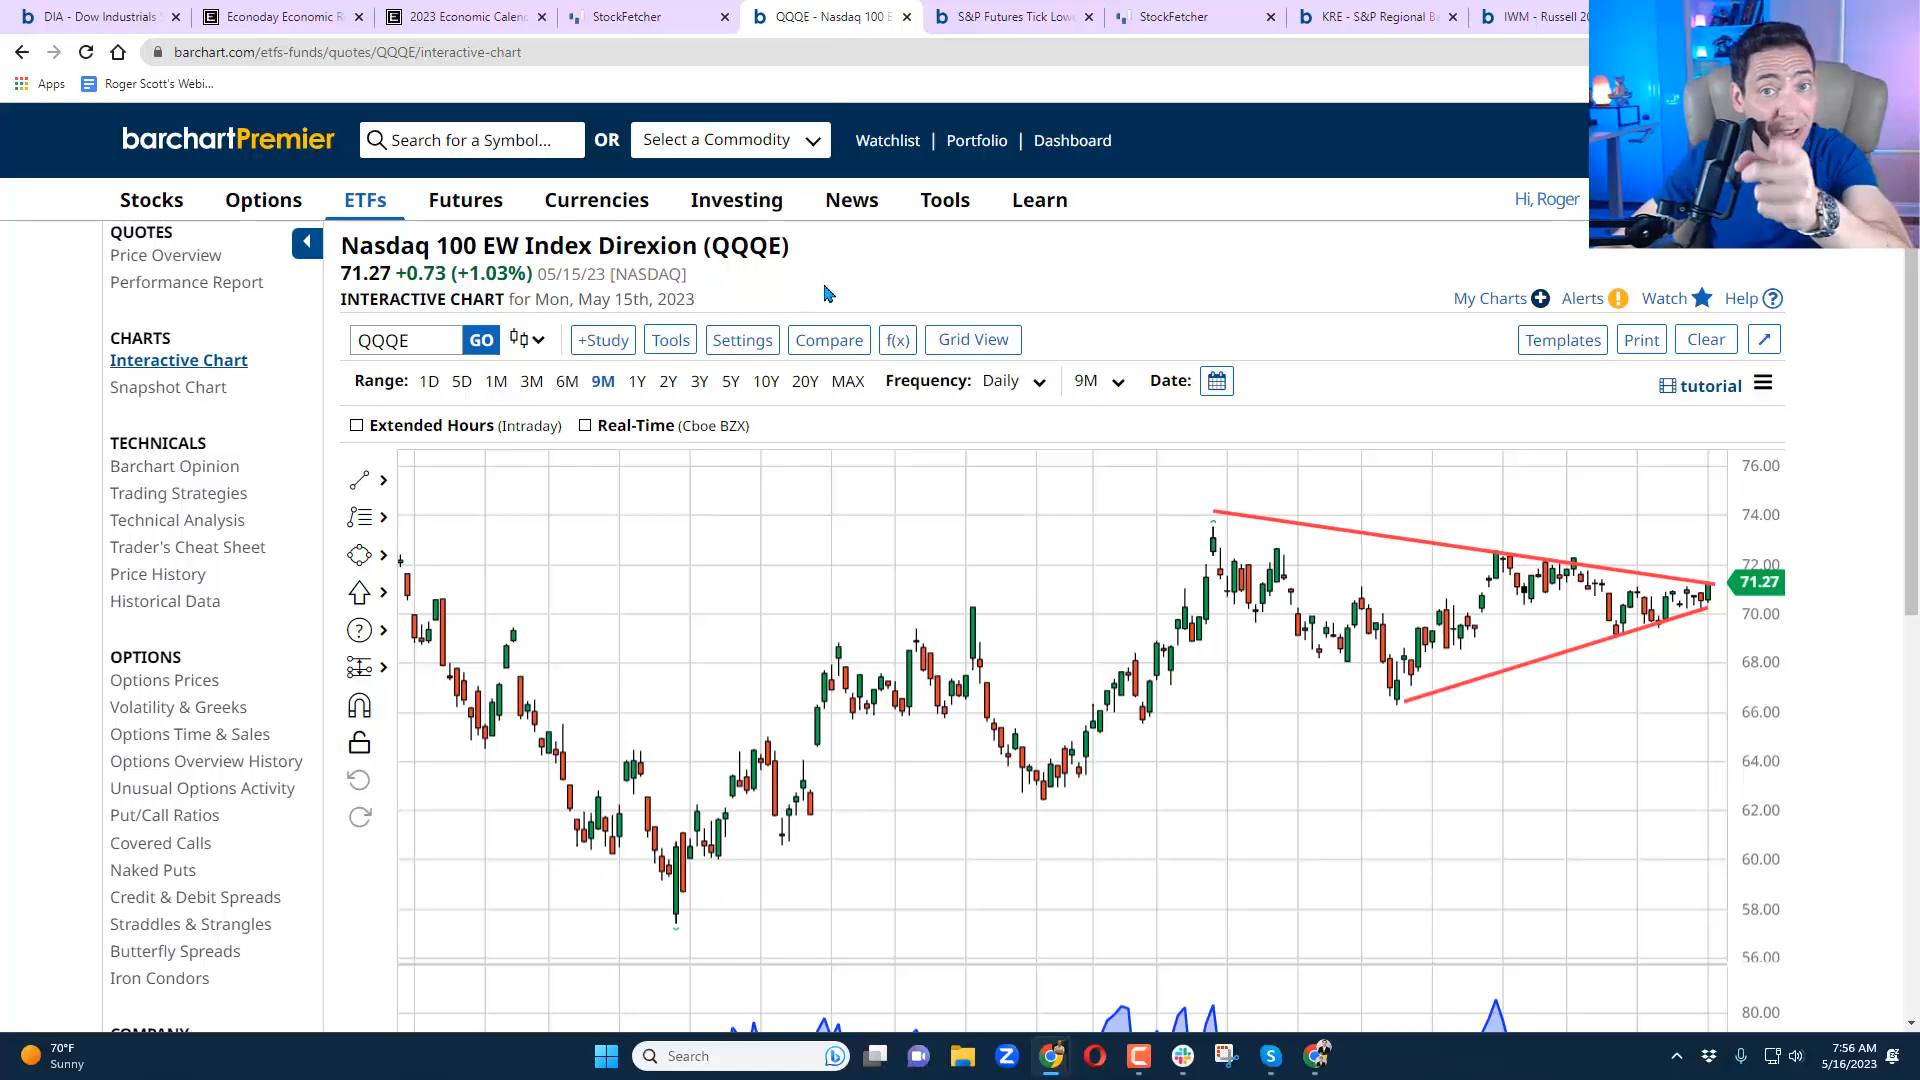 DIA - Dow Industrials
Econoday Economic R
2023 Economic Calen
StockFetcher
QQQE - Nasdaq 100 E
S&P Futures Tick Low
StockFetcher
KRE - S&P Regional B
IWM - Russell 20
barchart.com/etfs-funds/quotes/QQQE/interactive-chart
Apps
Roger Scott's Webi...
barchartPremier
Search for a Symbol...
OR
Select a Commodity
Watchlist | Portfolio | Dashboard
Stocks
Options
ETFs
Futures
Currencies
Investing
News
Tools
Learn
Hi, Roger
QUOTES
Price Overview
Performance Report
CHARTS
Interactive Chart
Snapshot Chart
TECHNICALS
Barchart Opinion
Trading Strategies
Technical Analysis
Trader's Cheat Sheet
Price History
Historical Data
OPTIONS
Options Prices
Volatility & Greeks
Options Time & Sales
Options Overview History
Unusual Options Activity
Put/Call Ratios
Covered Calls
Naked Puts
Credit & Debit Spreads
Straddles & Strangles
Butterfly Spreads
Iron Condors
COMPANY
Nasdaq 100 EW Index Direxion (QQQE)
71.27 +0.73 (+1.03%) 05/15/23 [NASDAQ]
INTERACTIVE CHART for Mon, May 15th, 2023
My Charts
Alerts
Watch
Help
QQQE
GO
+Study
Tools
Settings
Compare
f(x)
Grid View
Templates
Print
Clear
Range: 1D 5D 1M 3M 6M 9M 1Y 2Y 3Y 5Y 10Y 20Y MAX
Frequency: Daily
9M
Date:
tutorial
Extended Hours (Intraday)
Real-Time (Cboe BZX)
76.00
74.00
72.00
71.27
70.00
68.00
66.00
64.00
62.00
60.00
58.00
56.00
80.00
70°F
Sunny
Search
7:56 AM
5/16/2023